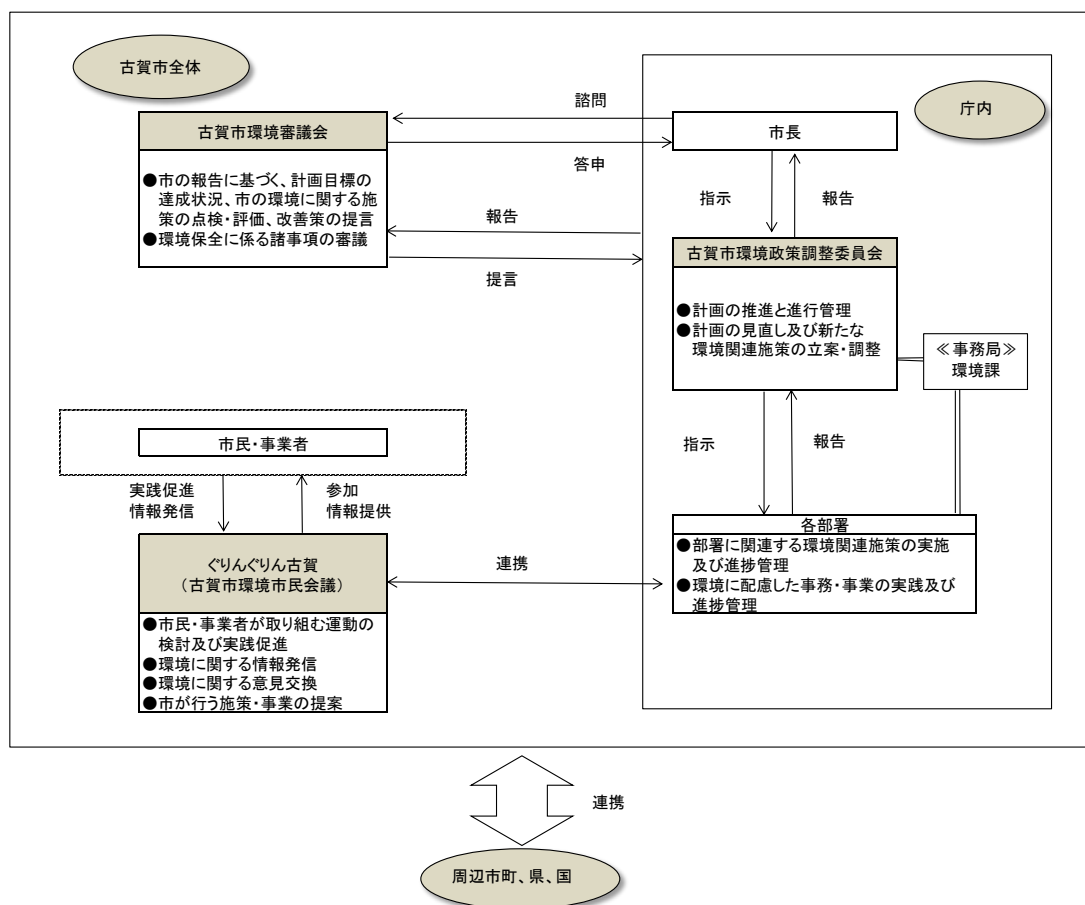 古賀市全体
庁内
諮問
古賀市環境審議会
市長
答申
●市の報告に基づく、計画目標の
達成状況、市の環境に関する施
策の点検・評価、改善策の提言
●環境保全に係る諸事項の審議
指示
報告
報告
提言
古賀市環境政策調整委員会
●計画の推進と進行管理
●計画の見直し及び新たな
環境関連施策の立案・調整
≪事務局≫
環境課
市民・事業者
指示
報告
実践促進
情報発信
参加
情報提供
各部署
●部署に関連する環境関連施策の実施
及び進捗管理
●環境に配慮した事務・事業の実践及び
進捗管理
ぐりんぐりん古賀
(古賀市環境市民会議)
連携
●市民・事業者が取り組む運動の
検討及び実践促進
●環境に関する情報発信
●環境に関する意見交換
●市が行う施策・事業の提案
連携
周辺市町、県、国